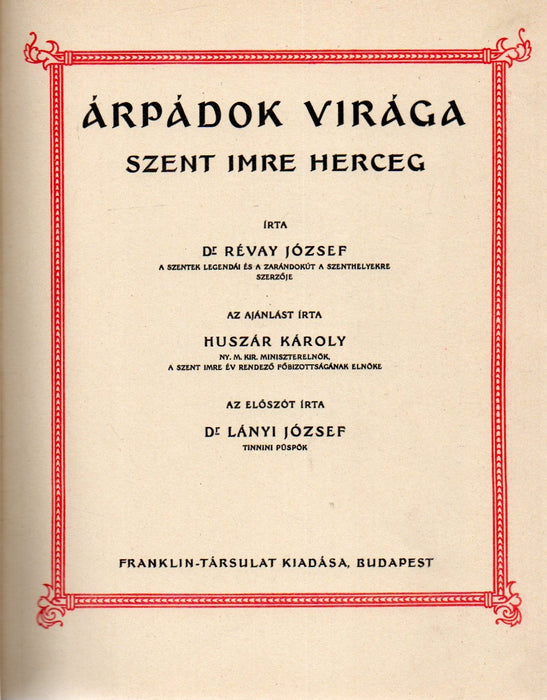 ÁRPÁDOK VIRÁGA
SZENT IMRE HERCEG
ÍRTA
Dr RÉVAY JÓZSEF
A SZENTEK LEGENDÁI ÉS A ZARÁNDOKÚT A SZENTHELYEKRE
SZERZŐJE
AZ AJÁNLÁST ÍRTA
HUSZÁR KÁROLY
NY. M. KIR. MINISZTERELNÖK,
A SZENT IMRE ÉV RENDEZŐ FŐBIZOTTSÁGÁNAK ELNÖKE
AZ ELŐSZÓT ÍRTA
Dr LÁNYI JÓZSEF
TINNINI PÜSPÖK
FRANKLIN-TÁRSULAT KIADÁSA, BUDAPEST